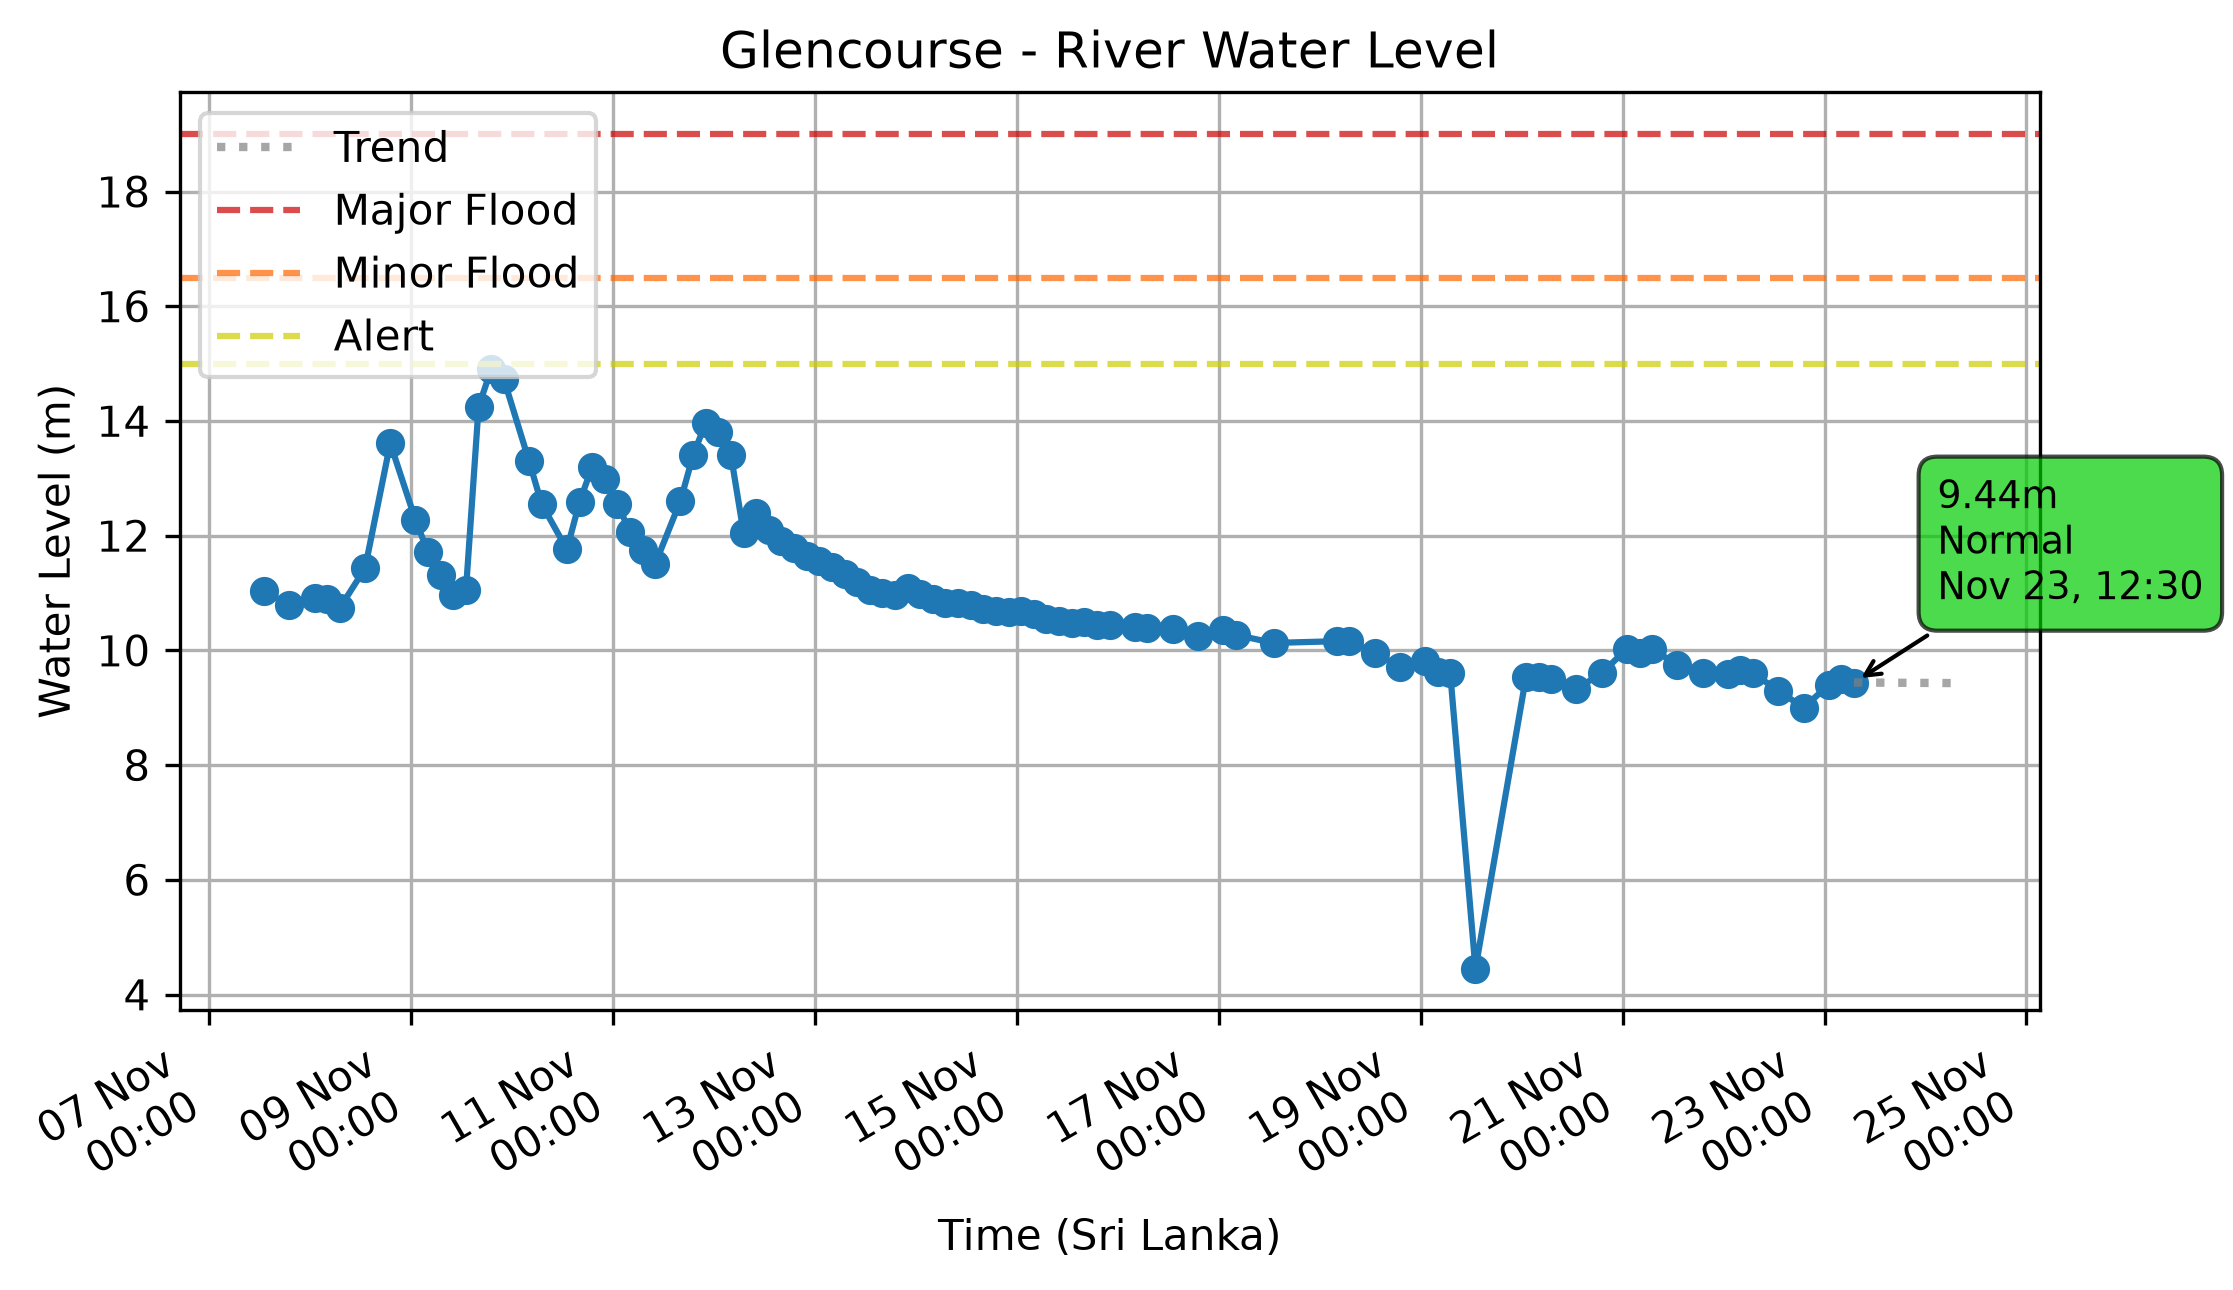 Glencourse - River Water Level
Trend
Major Flood
Minor Flood
Alert
Water Level (m)
18
16
14
12
10
8
6
4
9.44m
Normal
Nov 23, 12:30
07 Nov
00:00
09 Nov
00:00
11 Nov
00:00
13 Nov
00:00
15 Nov
00:00
17 Nov
00:00
19 Nov
00:00
21 Nov
00:00
23 Nov
00:00
25 Nov
00:00
Time (Sri Lanka)